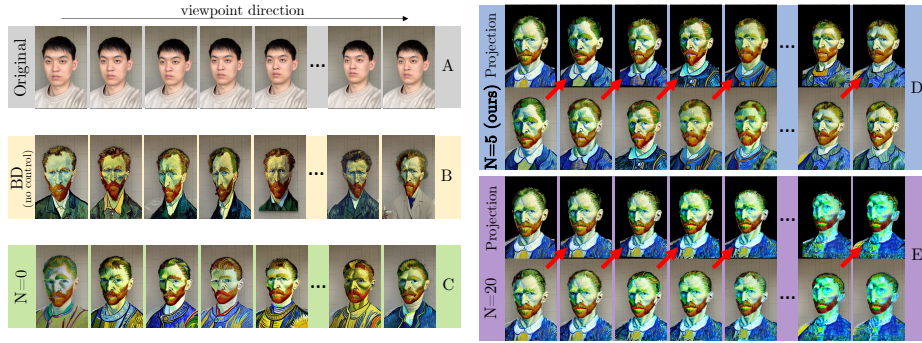 viewpoint direction
Original
...
A
BD
(no control)
...
B
N=0
...
C
Projection
...
N=5 (ours)
...
D
Projection
...
N=20
...
E